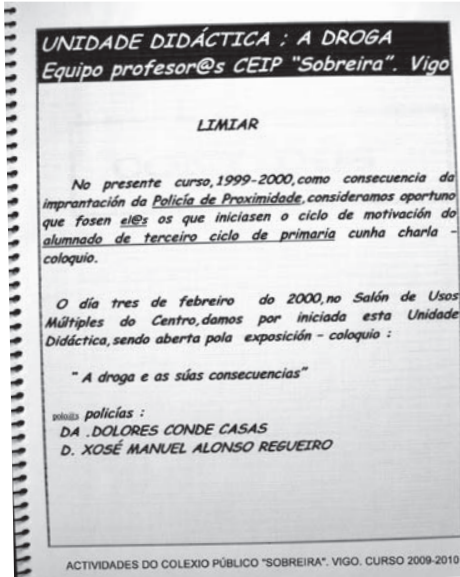 UNIDADE DIDÁCTICA : A DROGA
Equipo profesor@s CEIP "Sobreira". Vigo
LIMIAR
No presente curso,1999-2000,como consecuencia da
imprantación da Policía de Proximidade,consideramos oportuno
que fosen el@s os que iniciasen o ciclo de motivación do
alumnado de terceiro ciclo de primaria cunha charla –
coloquio.
O día tres de febreiro do 2000,no Salón de Usos
Múltiples do Centro,damos por iniciada esta Unidade
Didáctica,sendo aberta pola exposición – coloquio :
" A droga e as súas consecuencias"
policías :
DA .DOLORES CONDE CASAS
D. XOSÉ MANUEL ALONSO REGUEIRO
ACTIVIDADES DO COLEXIO PÚBLICO "SOBREIRA". VIGO. CURSO 2009-2010